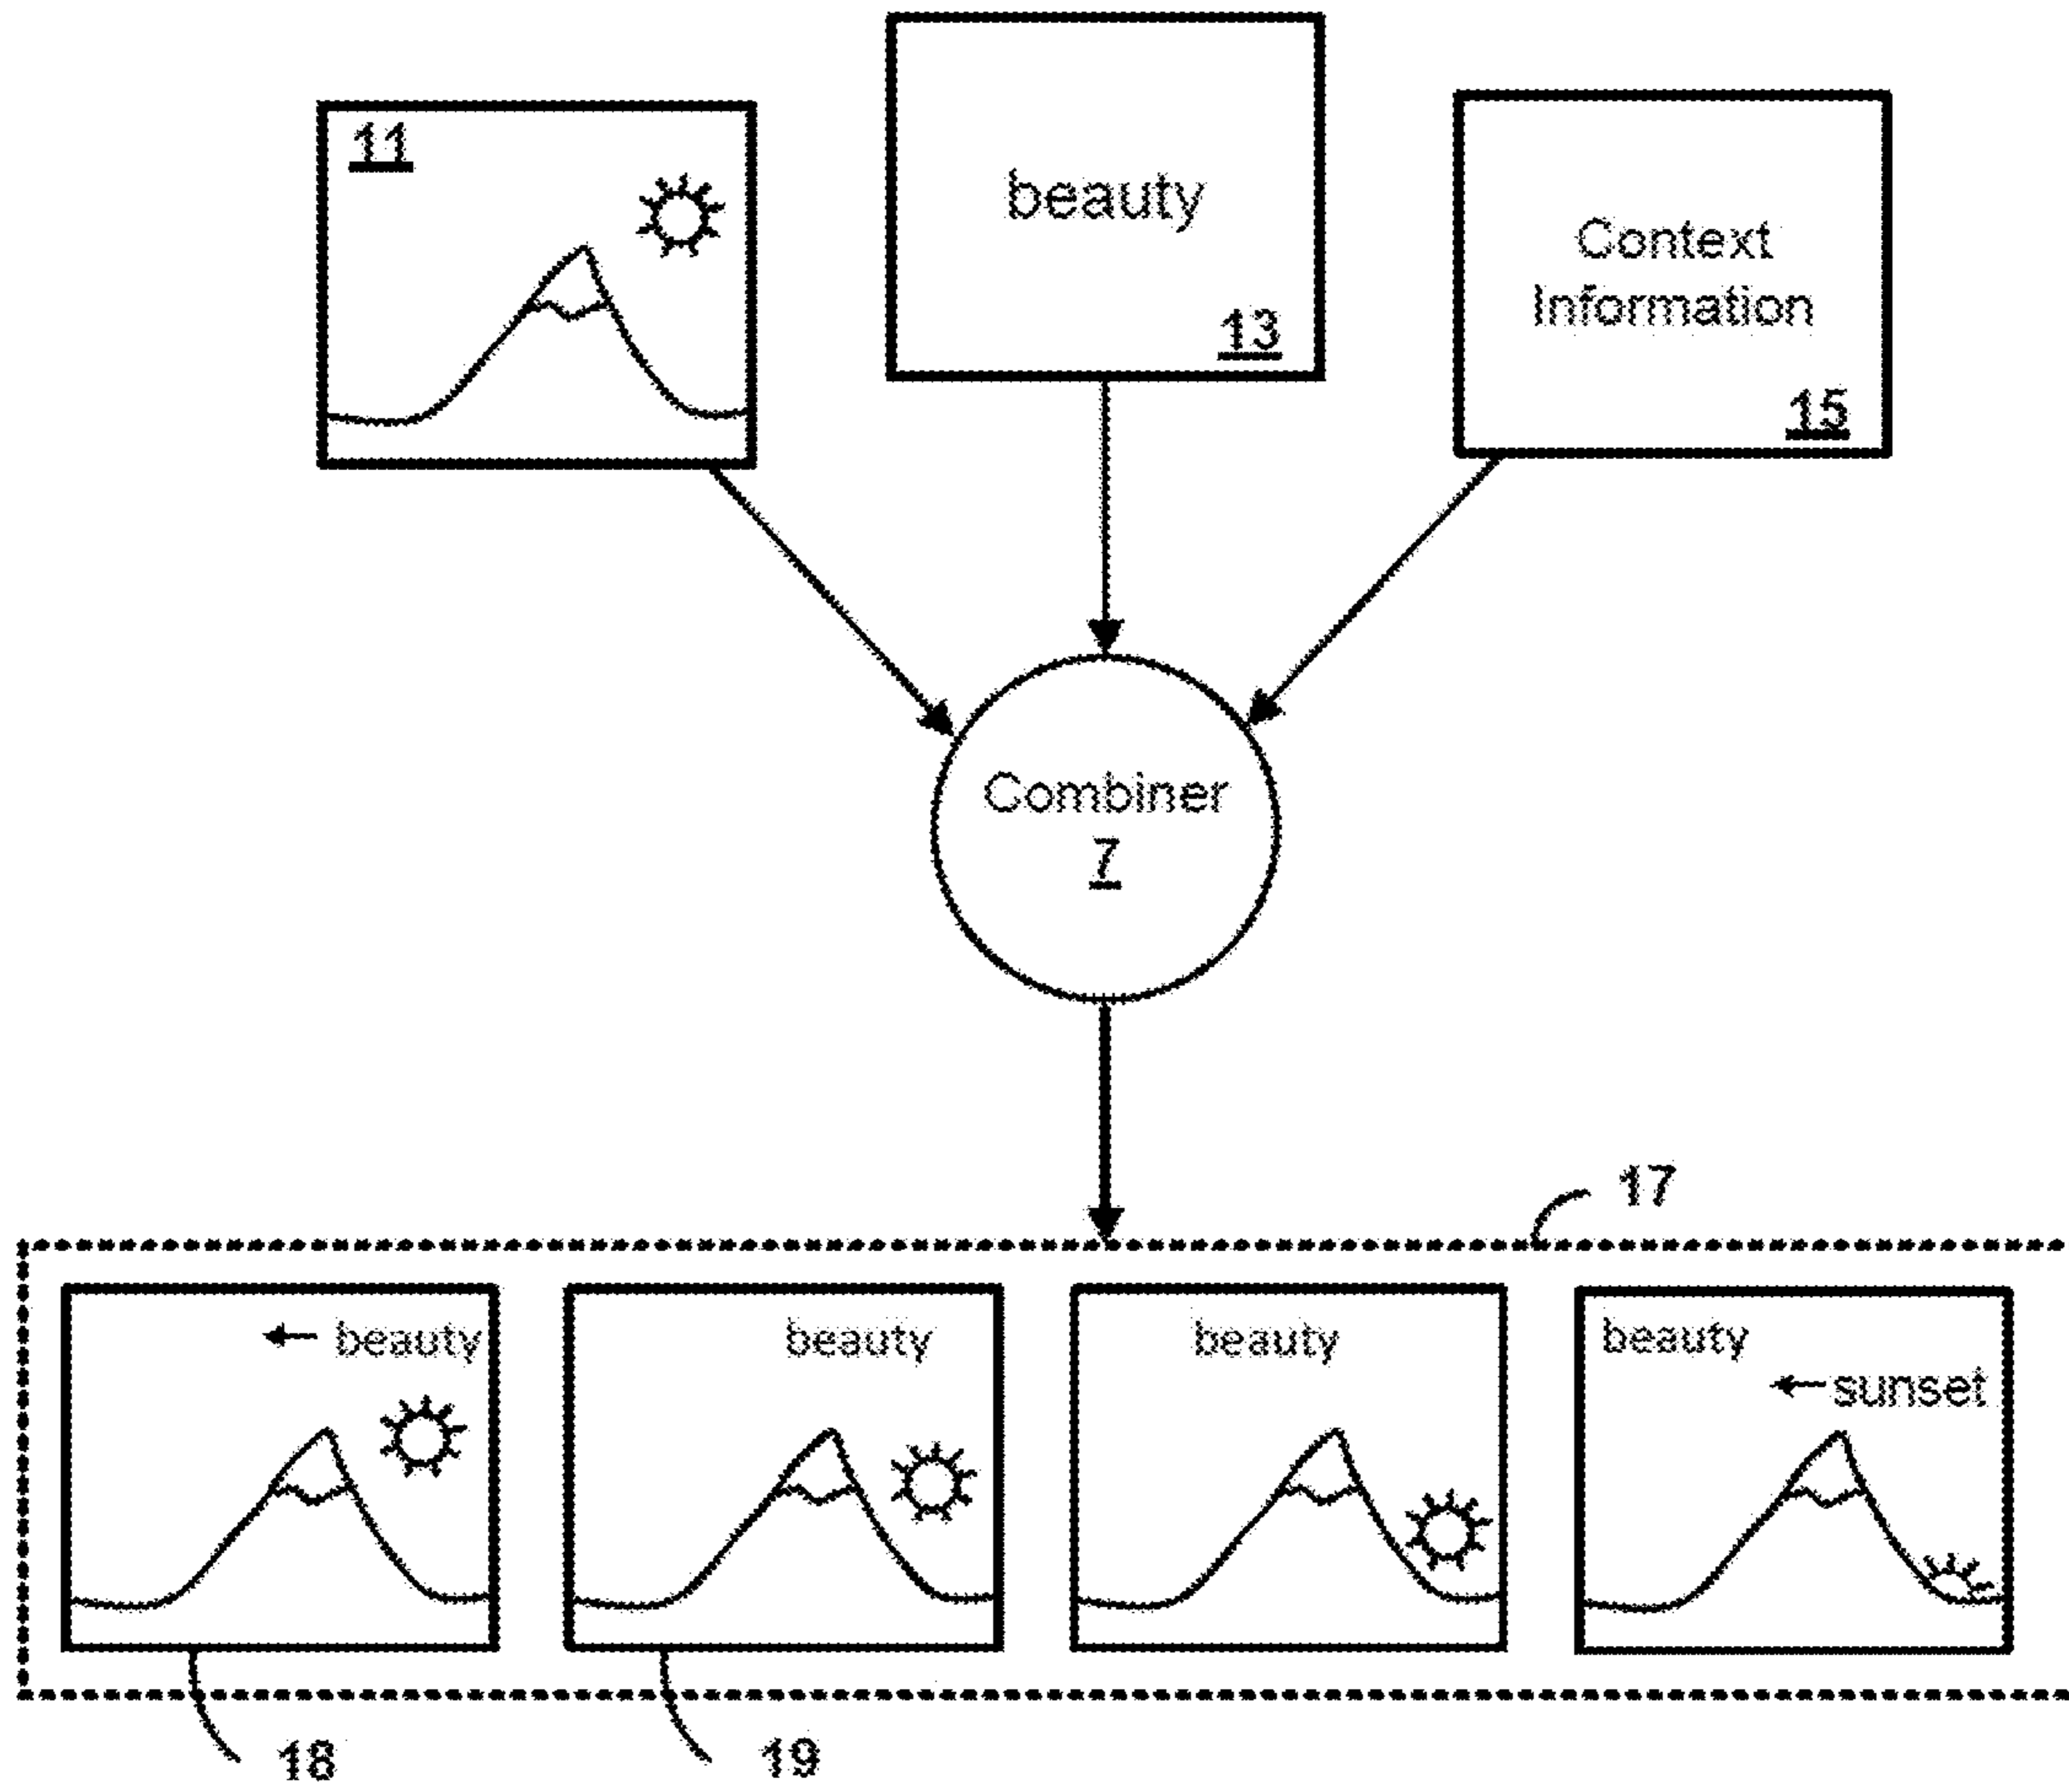 11
beauty
13
Context
Information
15
Combiner
7
17
beauty
beauty
beauty
beauty
sunset
18
19